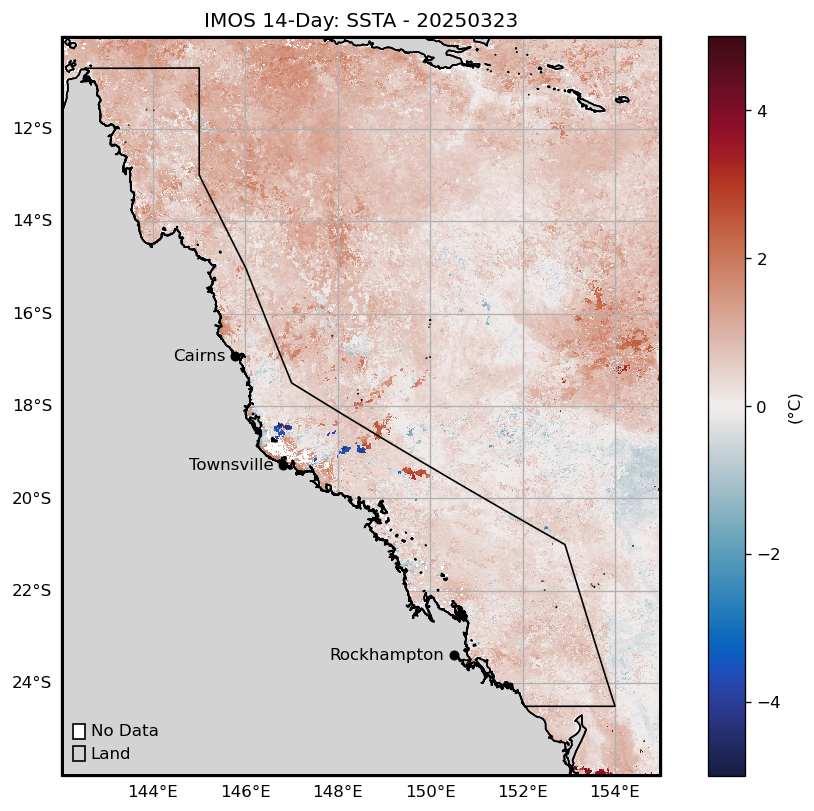 IMOS 14-Day: SSTA - 20250323
12°S
14°S
16°S
Cairns
18°S
Townsville
20°S
22°S
Rockhampton
24°S
No Data
Land
144°E 146°E 148°E 150°E 152°E 154°E
4
2
0
−2
−4
(°C)